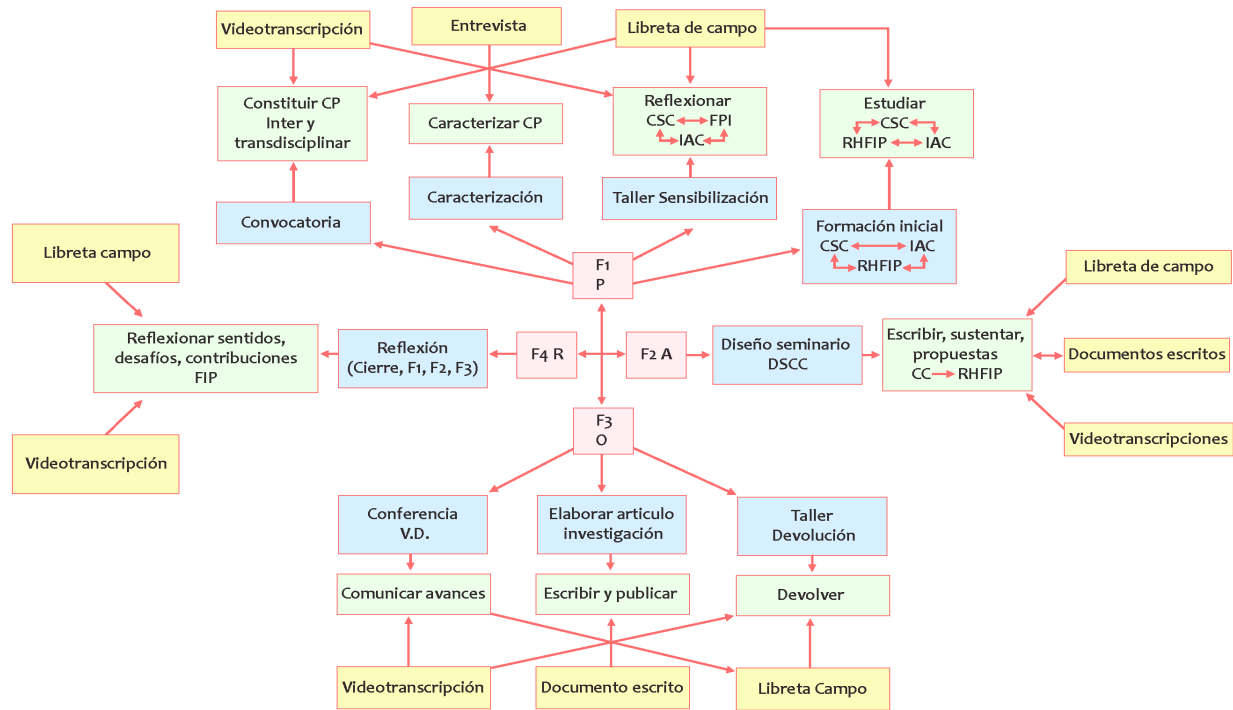 Videotranscripción
Entrevista
Libreta de campo
Constituir CP
Inter y
transdisciplinar
Caracterizar CP
Reflexionar
CSC FPI
IAC
Estudiar
CSC
RHFIP IAC
Convocatoria
Caracterización
Taller Sensibilización
Formación inicial
CSC IAC
RHFIP
Libreta campo
F1
P
Libreta de campo
Reflexionar sentidos,
desafíos, contribuciones
FIP
Reflexión
(Cierre, F1, F2, F3)
F4 R
F2 A
Diseño seminario
DSCC
Escribir, sustentar,
propuestas
CC RHFIP
Documentos escritos
Videotranscripción
F3
O
Videotranscripciones
Conferencia
V.D.
Elaborar articulo
investigación
Taller
Devolución
Comunicar avances
Escribir y publicar
Devolver
Videotranscripción
Documento escrito
Libreta Campo